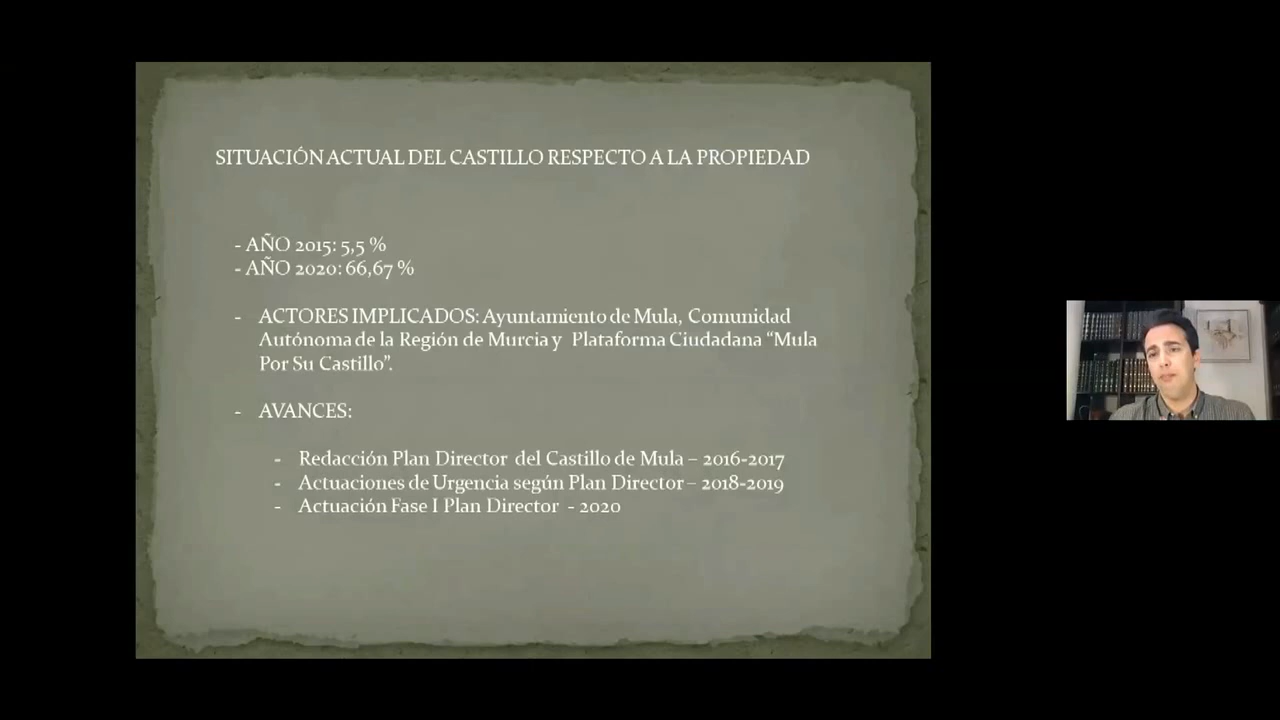 SITUACIÓN ACTUAL DEL CASTILLO RESPECTO A LA PROPIEDAD
- AÑO 2015: 5,5 %
- AÑO 2020: 66,67 %
- ACTORES IMPLICADOS: Ayuntamiento de Mula, Comunidad
Autónoma de la Región de Murcia y Plataforma Ciudadana “Mula
Por Su Castillo”.
- AVANCES:
- Redacción Plan Director del Castillo de Mula – 2016-2017
- Actuaciones de Urgencia según Plan Director – 2018-2019
- Actuación Fase I Plan Director - 2020